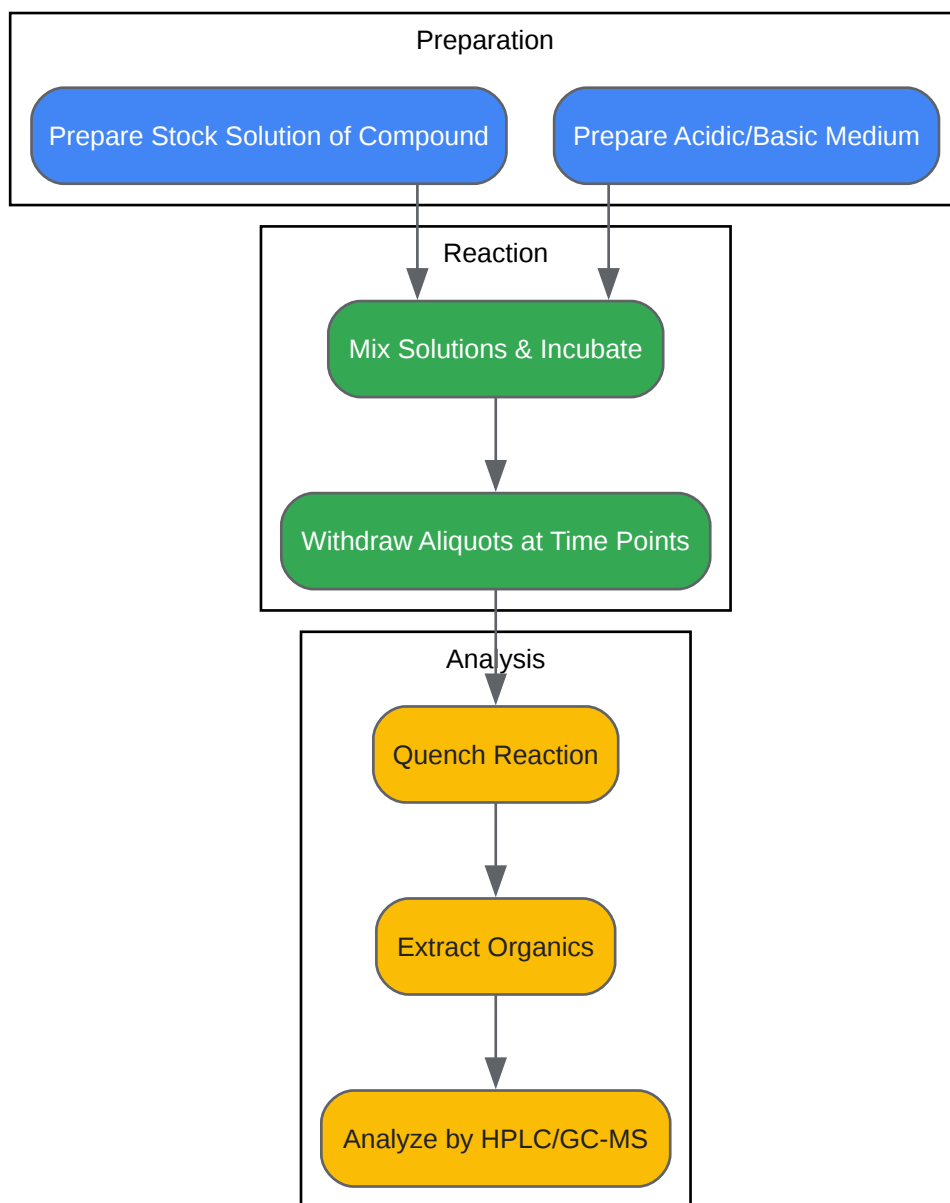 Preparation
Prepare Stock Solution of Compound
Prepare Acidic/Basic Medium
Reaction
Mix Solutions & Incubate
Withdraw Aliquots at Time Points
Analysis
Quench Reaction
Extract Organics
Analyze by HPLC/GC-MS